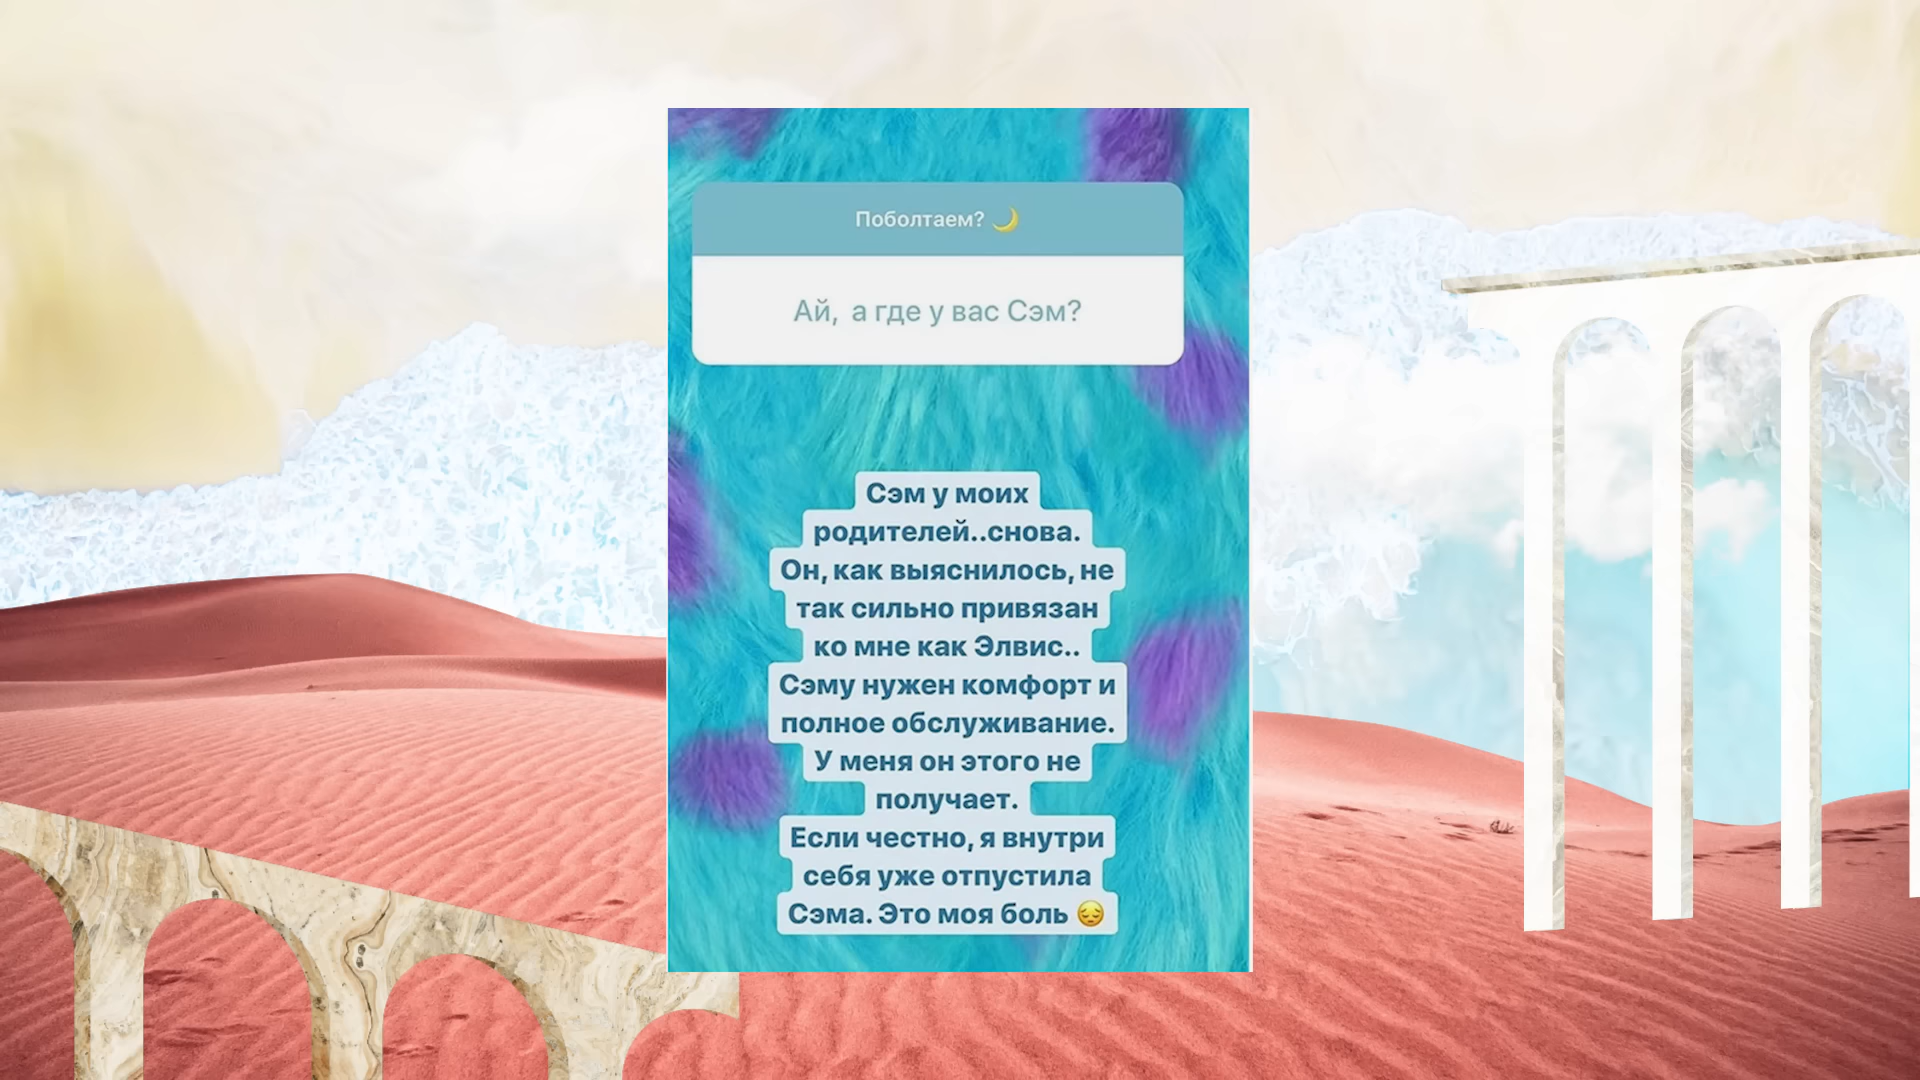 Поболтаем? 🌙
Ай, а где у вас Сэм?
Сэм у моих
родителей..снова.
Он, как выяснилось, не
так сильно привязан
ко мне как Элвис..
Сэму нужен комфорт и
полное обслуживание.
У меня он этого не
получает.
Если честно, я внутри
себя уже отпустила
Сэма. Это моя боль 😔